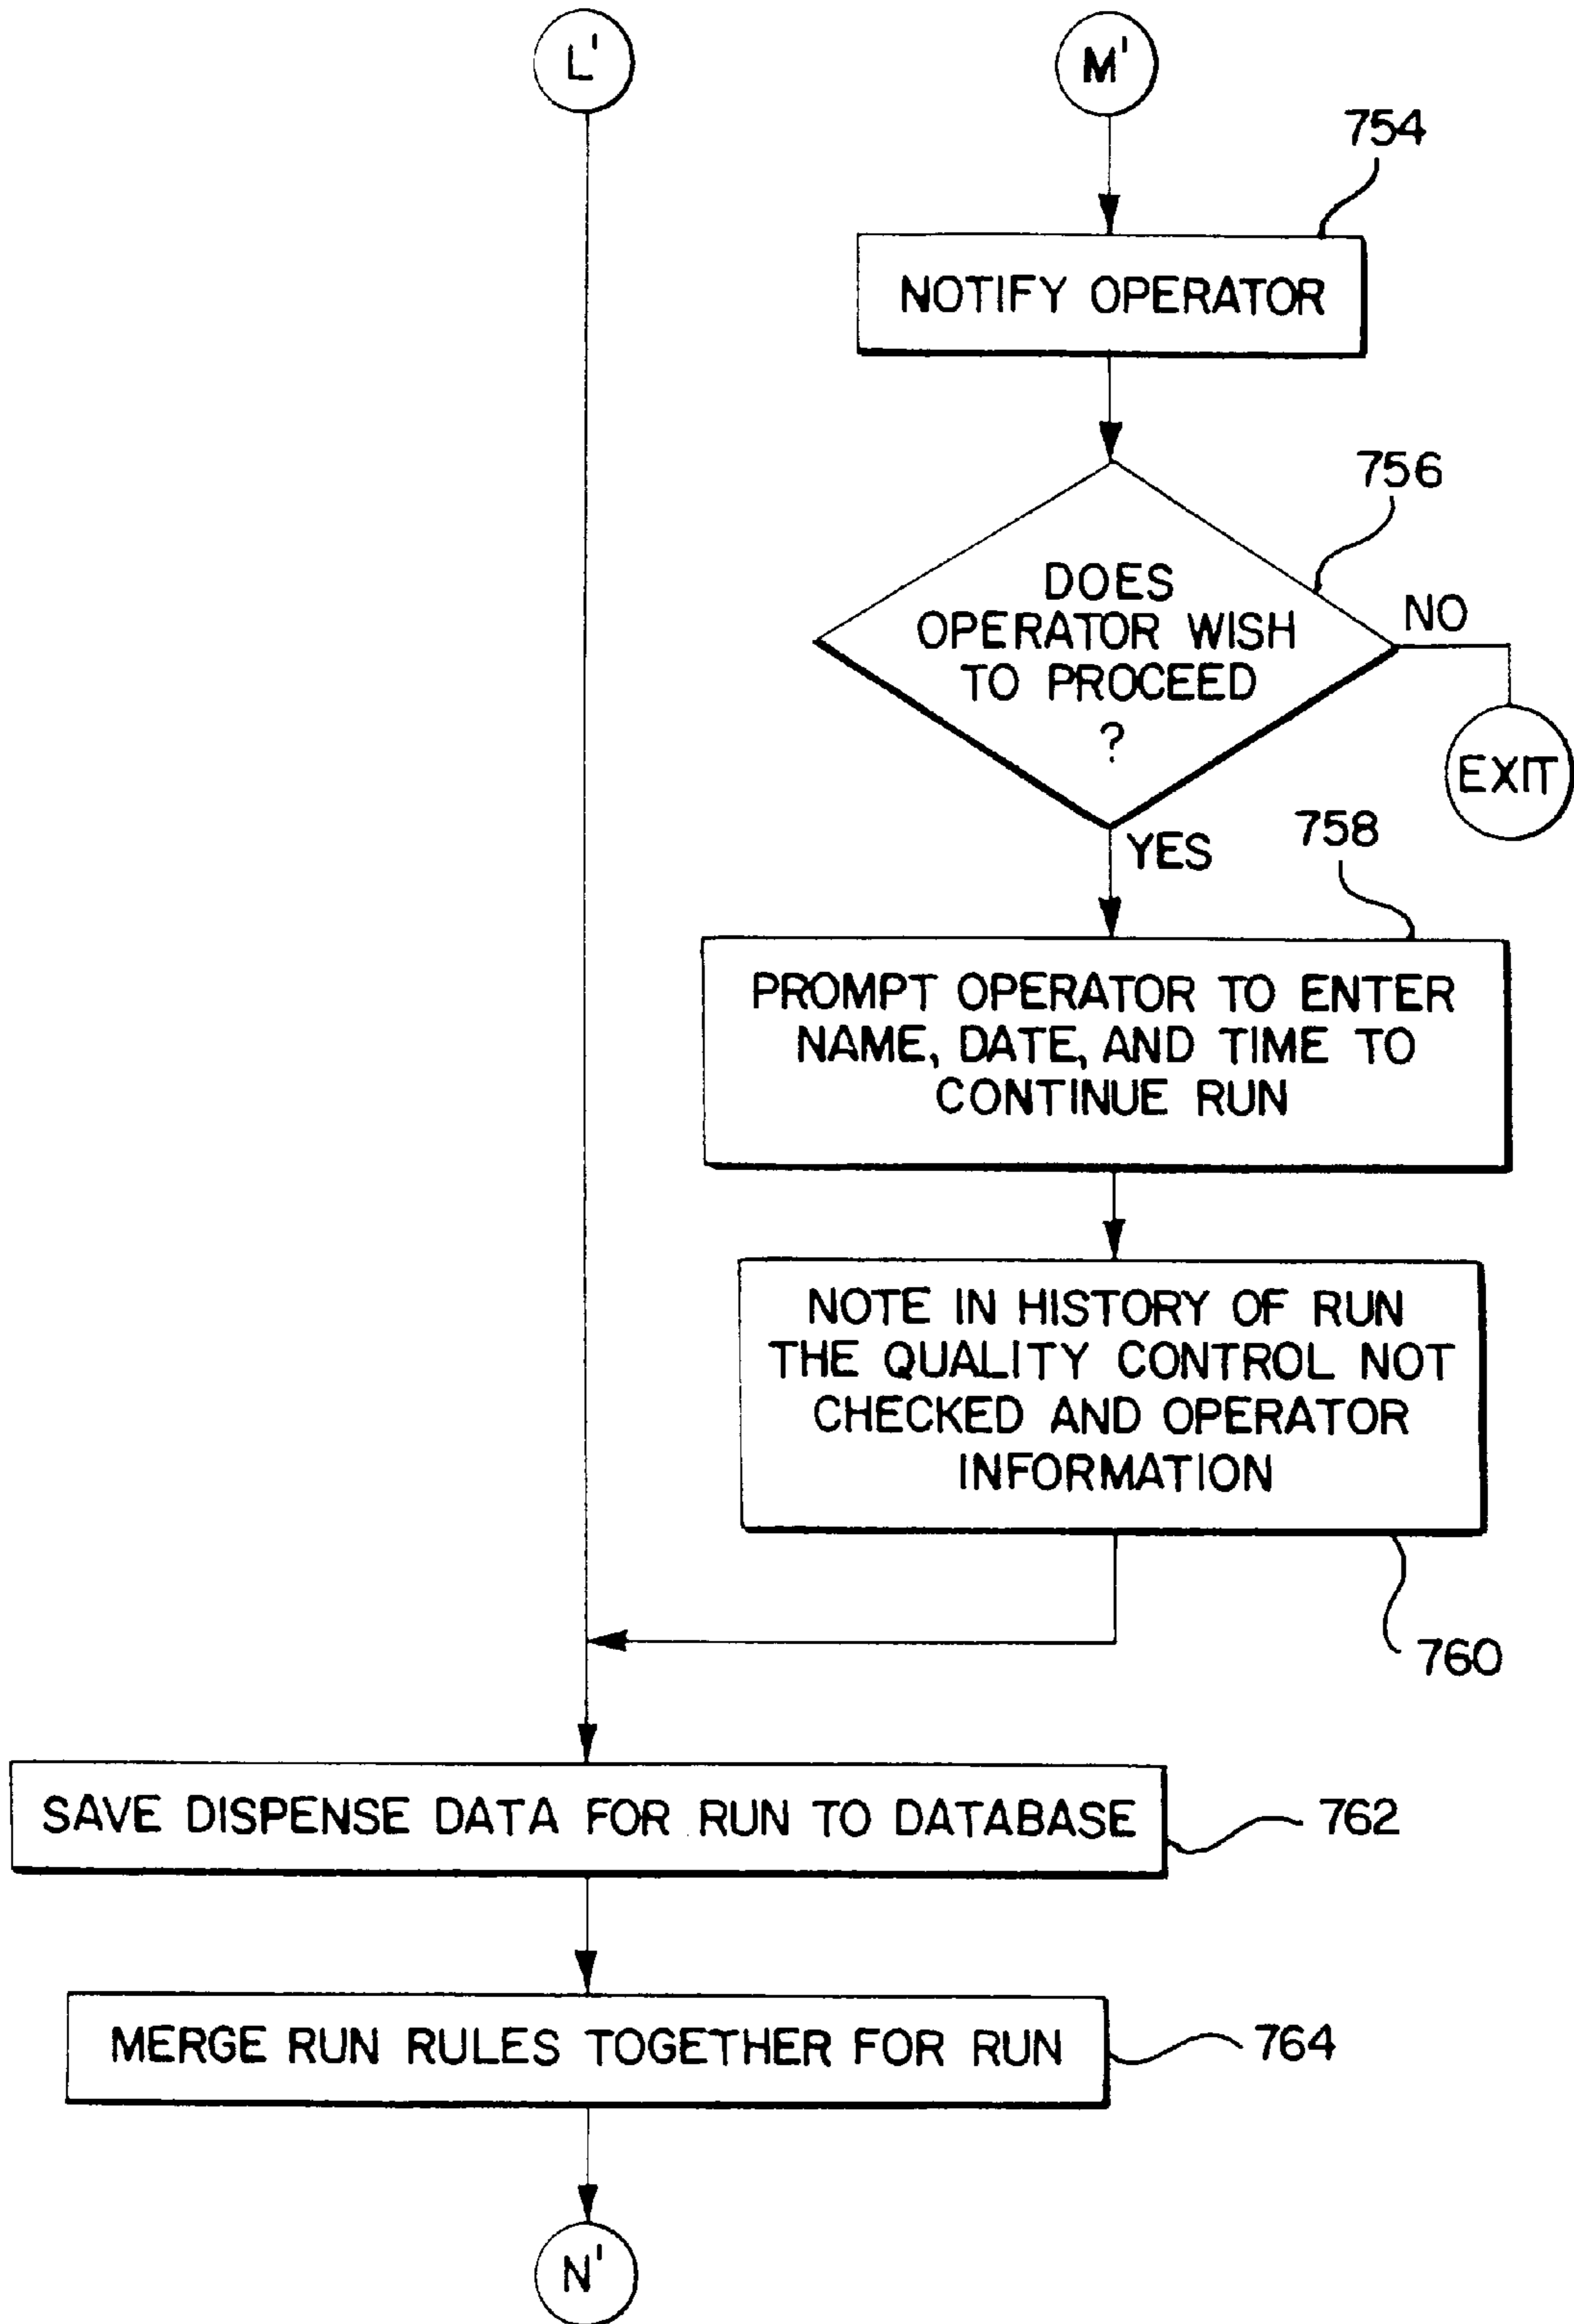 L'
M'
754
NOTIFY OPERATOR
756
DOES
OPERATOR WISH
TO PROCEED
?
NO
EXIT
YES
758
PROMPT OPERATOR TO ENTER
NAME, DATE, AND TIME TO
CONTINUE RUN
NOTE IN HISTORY OF RUN
THE QUALITY CONTROL NOT
CHECKED AND OPERATOR
INFORMATION
760
SAVE DISPENSE DATA FOR RUN TO DATABASE
762
MERGE RUN RULES TOGETHER FOR RUN
764
N'